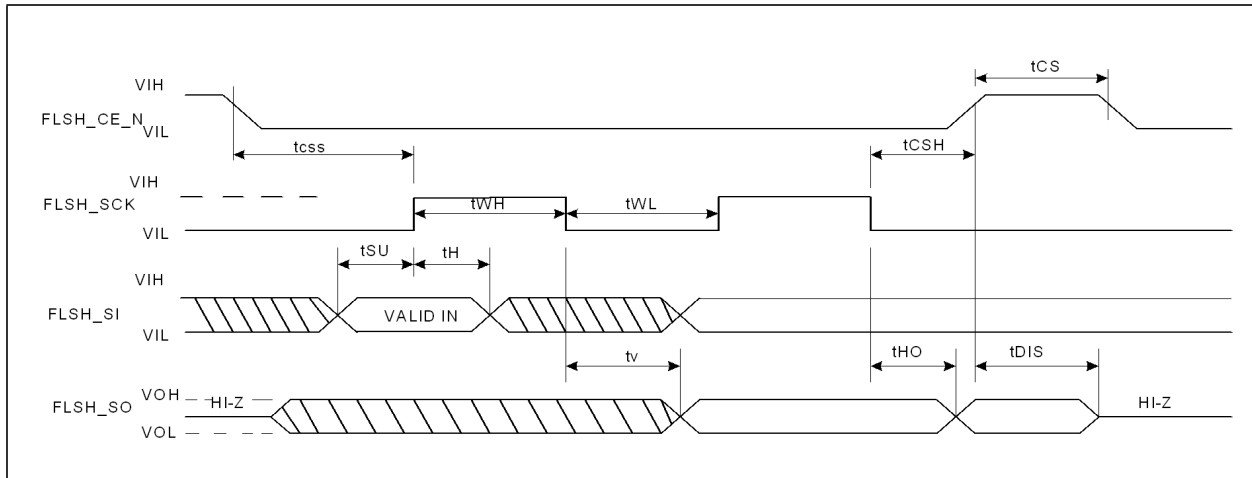 VIH
tCS
FLSH_CE_N
VIL
tcss
tCSH
VIH
FLSH_SCK
tWH
tWL
VIL
tSU
tH
VIH
FLSH_SI
VALID IN
VIL
tv
tHO
tDIS
VOH
FLSH_SO
HI-Z
HI-Z
VOL